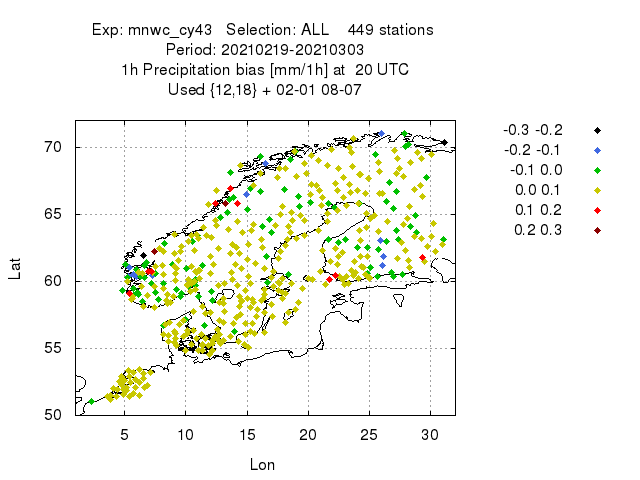 Exp: mnwc_cy43   Selection: ALL    449 stations
Period: 20210219-20210303
1h Precipitation bias [mm/1h] at  20 UTC
Used {12,18} + 02-01 08-07
-0.3 -0.2
-0.2 -0.1
-0.1 0.0
0.0 0.1
0.1 0.2
0.2 0.3
70
65
60
55
50
Lat
5 10 15 20 25 30
Lon